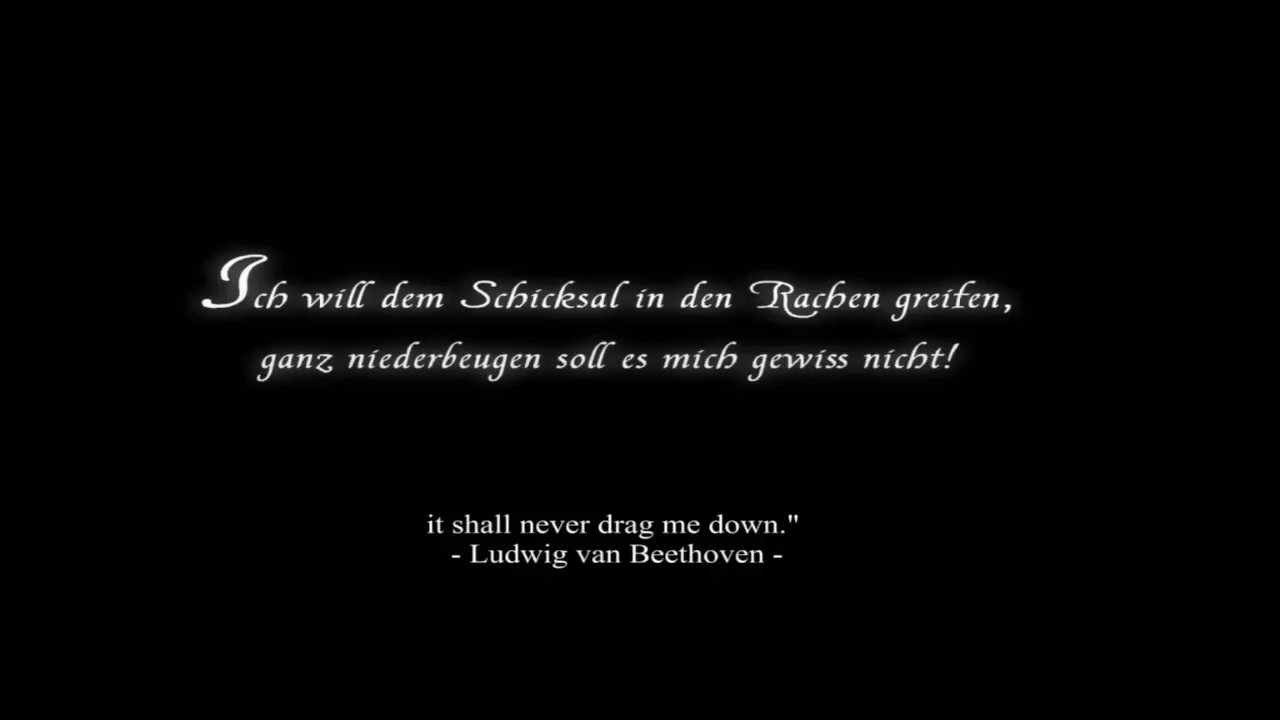 Ich will dem Schicksal in den Rachen greifen,
ganz niederbeugen soll es mich gewiss nicht!
it shall never drag me down."
- Ludwig van Beethoven -